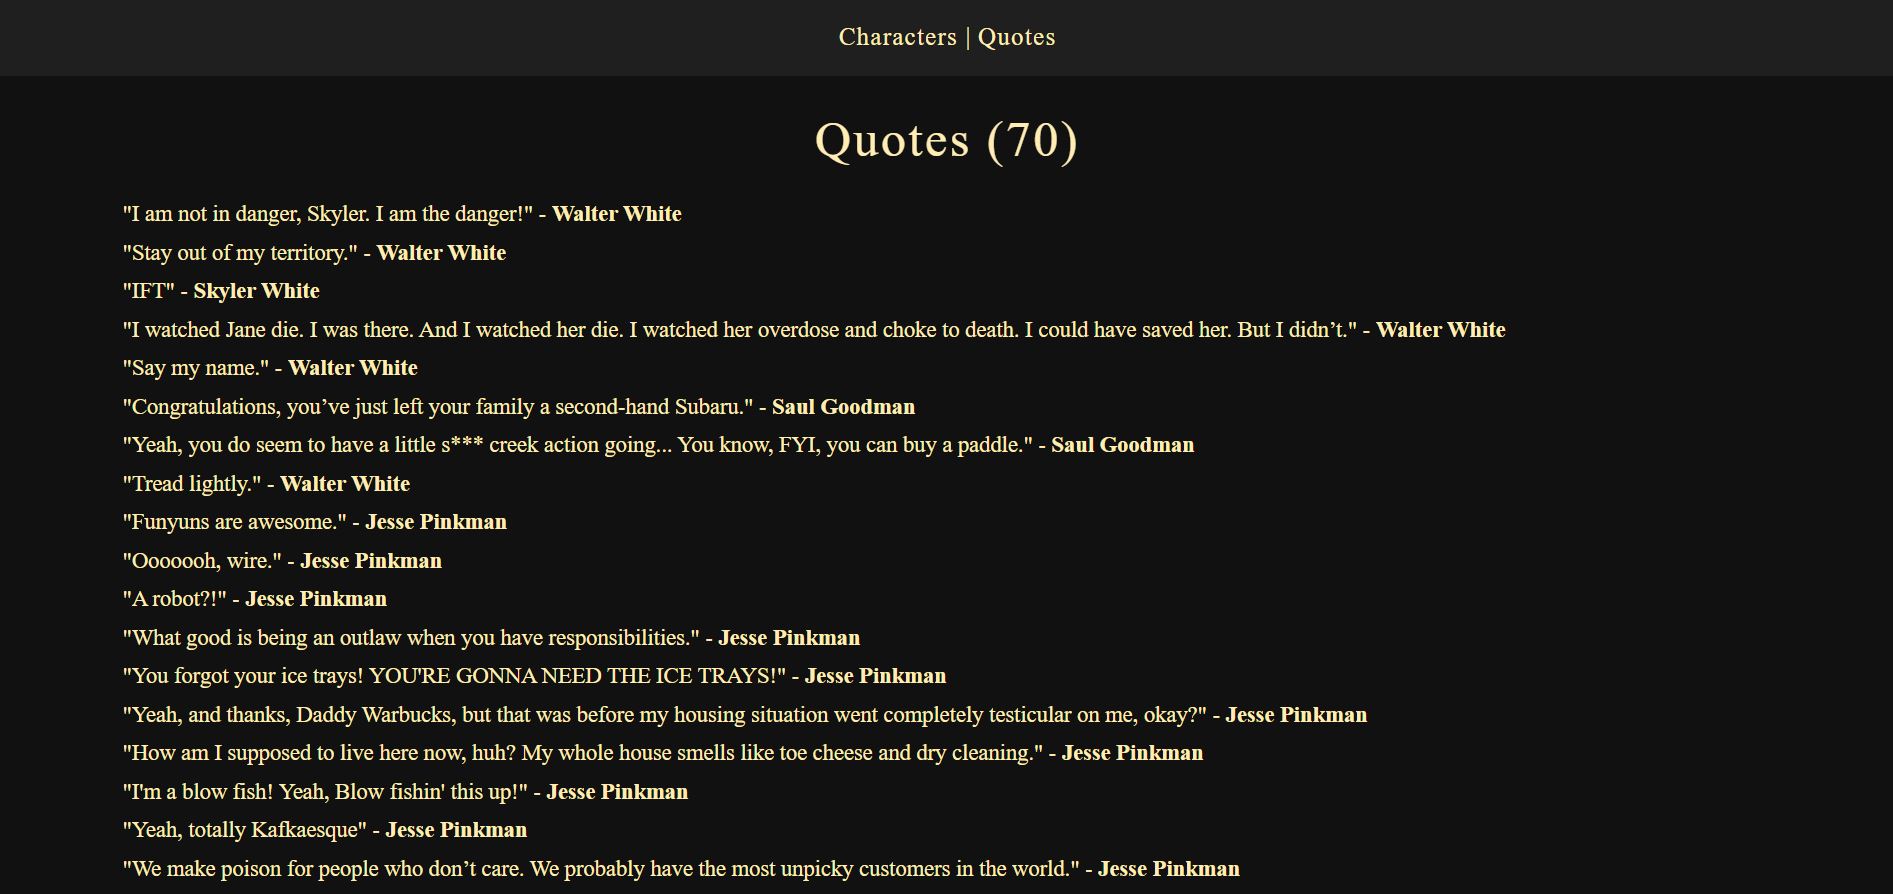 Characters | Quotes
Quotes (70)
"I am not in danger, Skyler. I am the danger!" - Walter White
"Stay out of my territory." - Walter White
"IFT" - Skyler White
"I watched Jane die. I was there. And I watched her die. I watched her overdose and choke to death. I could have saved her. But I didn’t." - Walter White
"Say my name." - Walter White
"Congratulations, you’ve just left your family a second-hand Subaru." - Saul Goodman
"Yeah, you do seem to have a little s*** creek action going... You know, FYI, you can buy a paddle." - Saul Goodman
"Tread lightly." - Walter White
"Funyuns are awesome." - Jesse Pinkman
"Ooooooh, wire." - Jesse Pinkman
"A robot?!" - Jesse Pinkman
"What good is being an outlaw when you have responsibilities." - Jesse Pinkman
"You forgot your ice trays! YOU'RE GONNA NEED THE ICE TRAYS!" - Jesse Pinkman
"Yeah, and thanks, Daddy Warbucks, but that was before my housing situation went completely testicular on me, okay?" - Jesse Pinkman
"How am I supposed to live here now, huh? My whole house smells like toe cheese and dry cleaning." - Jesse Pinkman
"I'm a blow fish! Yeah, Blow fishin' this up!" - Jesse Pinkman
"Yeah, totally Kafkaesque" - Jesse Pinkman
"We make poison for people who don’t care. We probably have the most unpicky customers in the world." - Jesse Pinkman